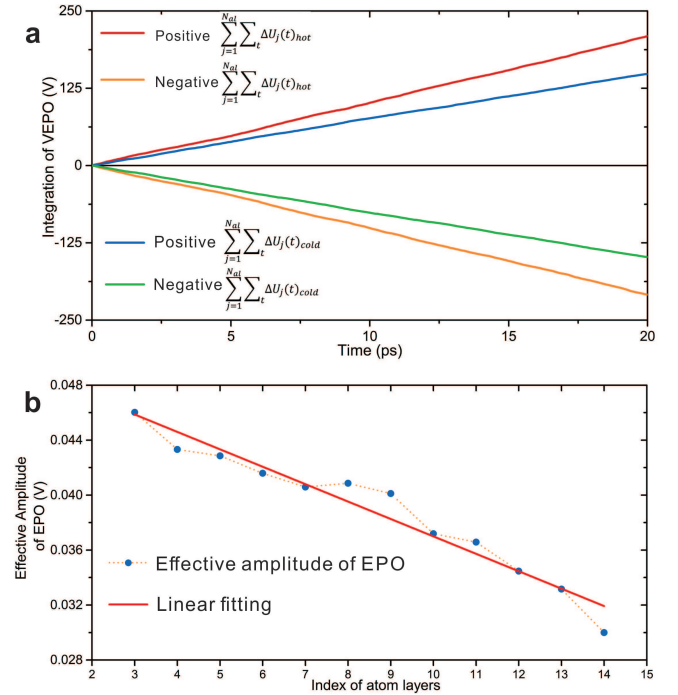 a
250
125
0
-125
-250
Integration of VEPO (V)
Positive ∑_{j=1}^{N_{al}} ∑_t ΔU_j(t)_{hot}
Negative ∑_{j=1}^{N_{al}} ∑_t ΔU_j(t)_{hot}
Positive ∑_{j=1}^{N_{al}} ∑_t ΔU_j(t)_{cold}
Negative ∑_{j=1}^{N_{al}} ∑_t ΔU_j(t)_{cold}
0 5 10 15 20
Time (ps)
b
0.048
0.044
0.040
0.036
0.032
0.028
Effective Amplitude
of EPO (V)
Effective amplitude of EPO
Linear fitting
2 3 4 5 6 7 8 9 10 11 12 13 14 15
Index of atom layers